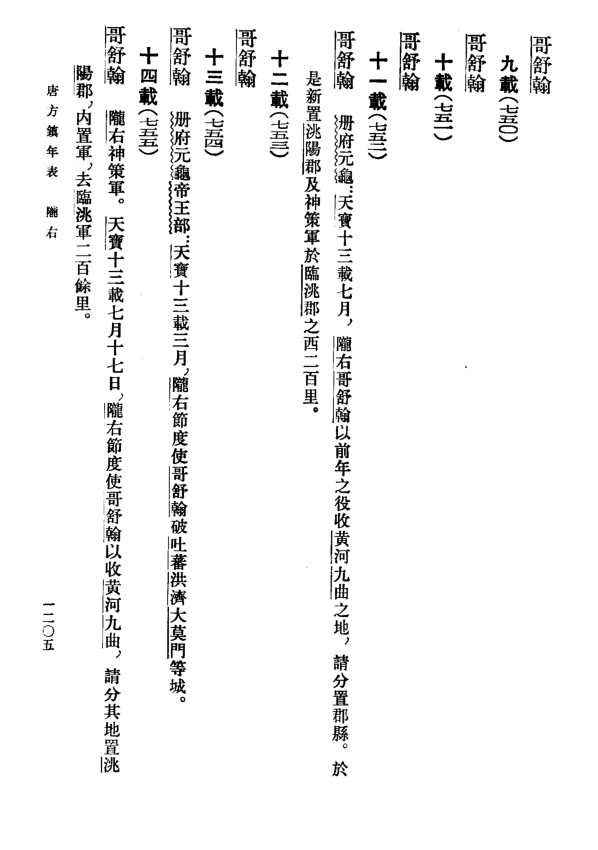 哥舒翰
九載（七五〇）
哥舒翰
十載（七五一）
哥舒翰
十一載（七五二）
哥舒翰　册府元龜：天寶十三載七月，隴右哥舒翰以前年之役收黄河九曲之地，請分置郡縣。於
是新置洮陽郡及神策軍於臨洮郡之西二百里。
十二載（七五三）
哥舒翰
十三載（七五四）
哥舒翰　册府元龜帝王部：天寶十三載三月，隴右節度使哥舒翰破吐蕃洪濟大莫門等城。
十四載（七五五）
哥舒翰　隴右神策軍。天寶十三載七月十七日，隴右節度使哥舒翰以收黄河九曲，請分其地置洮
陽郡，内置軍，去臨洮軍二百餘里。
唐方鎮年表　隴右
一二〇五